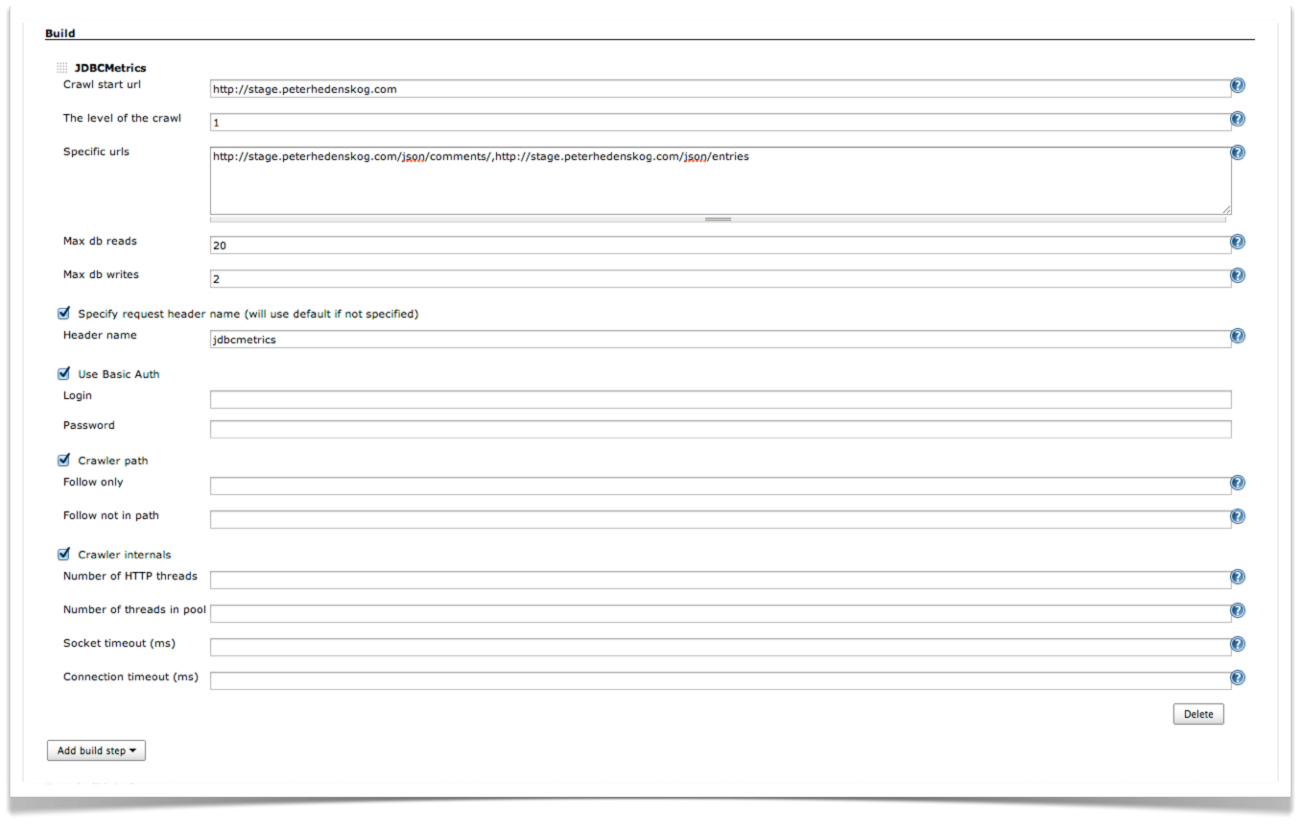 Build
JDBCMetrics
Crawl start url
http://stage.peterhedenskog.com
The level of the crawl
1
Specific urls
http://stage.peterhedenskog.com/json/comments/,http://stage.peterhedenskog.com/json/entries
Max db reads
20
Max db writes
2
Specify request header name (will use default if not specified)
Header name
jdbcmetrics
Use Basic Auth
Login
Password
Crawler path
Follow only
Follow not in path
Crawler internals
Number of HTTP threads
Number of threads in pool
Socket timeout (ms)
Connection timeout (ms)
Delete
Add build step